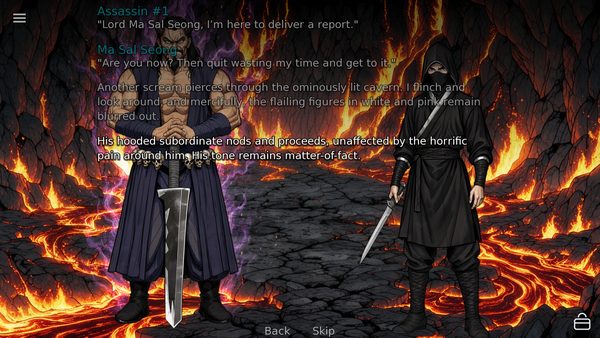 Assassin #1
"Lord Ma Sal Seong, I'm here to deliver a report."
Ma Sal Seong
"Are you now? Then quit wasting my time and get to it."
Another scream pierces through the ominously lit cavern. I flinch and
look around, and mercifully, the flailing figures in white and pink remain
blurred out.
His hooded subordinate nods and proceeds, unaffected by the horrific
pain around him. His tone remains matter-of-fact.
Back Skip